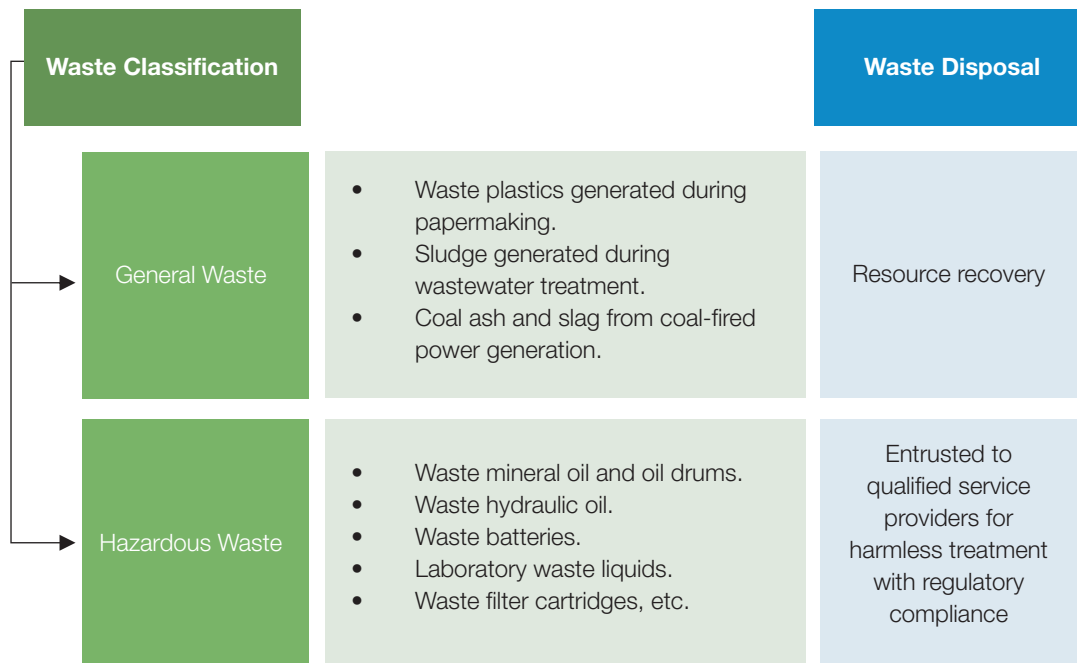 Waste Classification
Waste Disposal
General Waste
• Waste plastics generated during
papermaking.
• Sludge generated during
wastewater treatment.
• Coal ash and slag from coal-fired
power generation.
Resource recovery
Hazardous Waste
• Waste mineral oil and oil drums.
• Waste hydraulic oil.
• Waste batteries.
• Laboratory waste liquids.
• Waste filter cartridges, etc.
Entrusted to
qualified service
providers for
harmless treatment
with regulatory
compliance